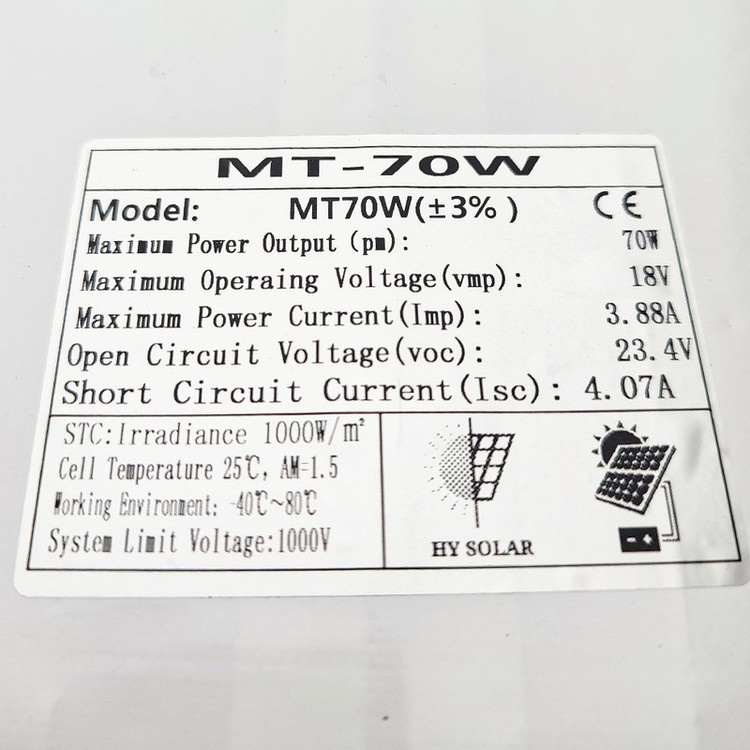 MT-70W
Model: MT70W(±3% ) CE
Maximum Power Output (pm): 70W
Maximum Operaing Voltage(vmp): 18V
Maximum Power Current(Imp): 3.88A
Open Circuit Voltage(voc): 23.4V
Short Circuit Current(Isc): 4.07A
STC:Irradiance 1000W/m²
Cell Temperature 25℃, AM=1.5
Working Environment: -40℃~80℃
System Limit Voltage:1000V
HY SOLAR
- +